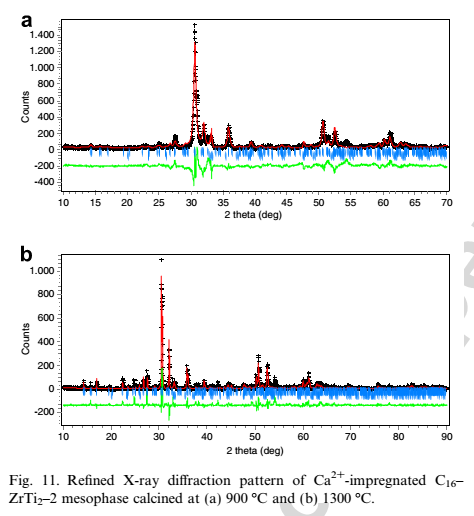 a
1.400
1.200
1.000
800
600
400
200
0
-200
-400
Counts
10 15 20 25 30 35 40 45 50 55 60 65 70
2 theta (deg)
b
1.000
800
600
400
200
0
-200
Counts
10 20 30 40 50 60 70 80 90
2 theta (deg)
Fig. 11. Refined X-ray diffraction pattern of Ca²⁺-impregnated C₁₆–
ZrTi₂–2 mesophase calcined at (a) 900 °C and (b) 1300 °C.